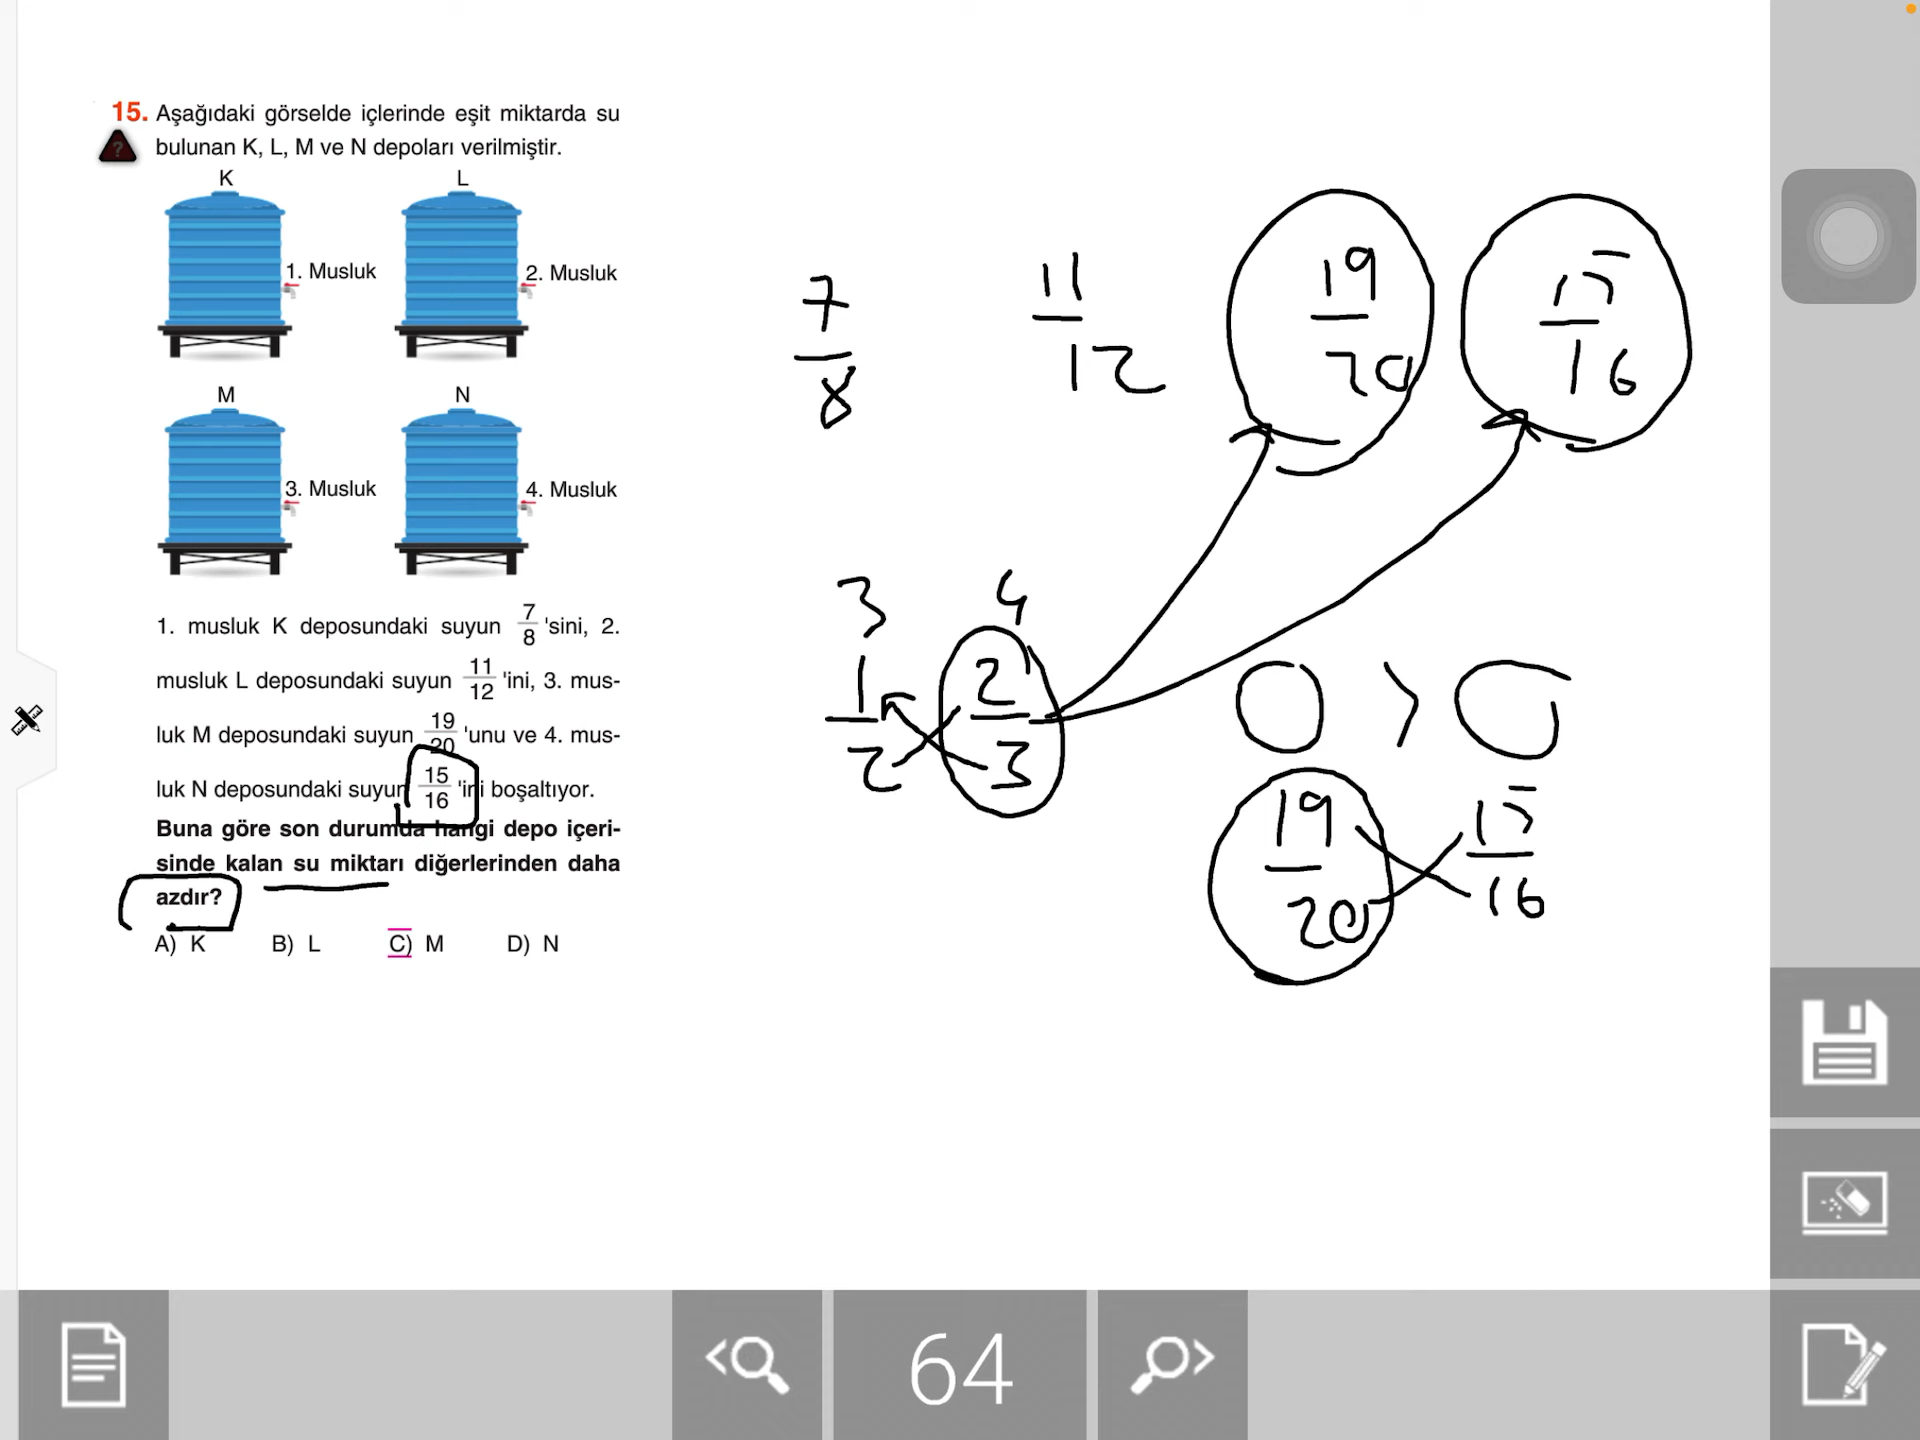 15. Aşağıdaki görselde içlerinde eşit miktarda su
bulunan K, L, M ve N depoları verilmiştir.
K L
1. Musluk 2. Musluk
M N
3. Musluk 4. Musluk
1. musluk K deposundaki suyun 7/8 'sini, 2.
musluk L deposundaki suyun 11/12 'ini, 3. mus-
luk M deposundaki suyun 19/20 'unu ve 4. mus-
luk N deposundaki suyun 15/16 'ini boşaltıyor.
Buna göre son durumda hangi depo içeri-
sinde kalan su miktarı diğerlerinden daha
azdır?
A) K B) L C) M D) N
7/8 11/12 19/20 15/16
3 4
1/2 2/3 >
19/20 15/16
64